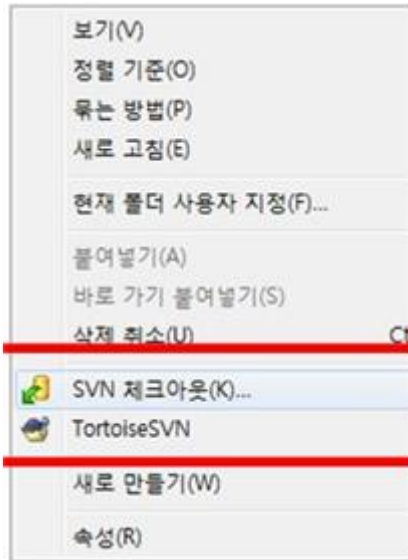 보기(V)
정렬 기준(O)
묶는 방법(P)
새로 고침(E)
현재 폴더 사용자 지정(F)...
붙여넣기(A)
바로 가기 붙여넣기(S)
삭제 취소(U) Ct
SVN 체크아웃(K)...
TortoiseSVN
새로 만들기(W)
속성(R)